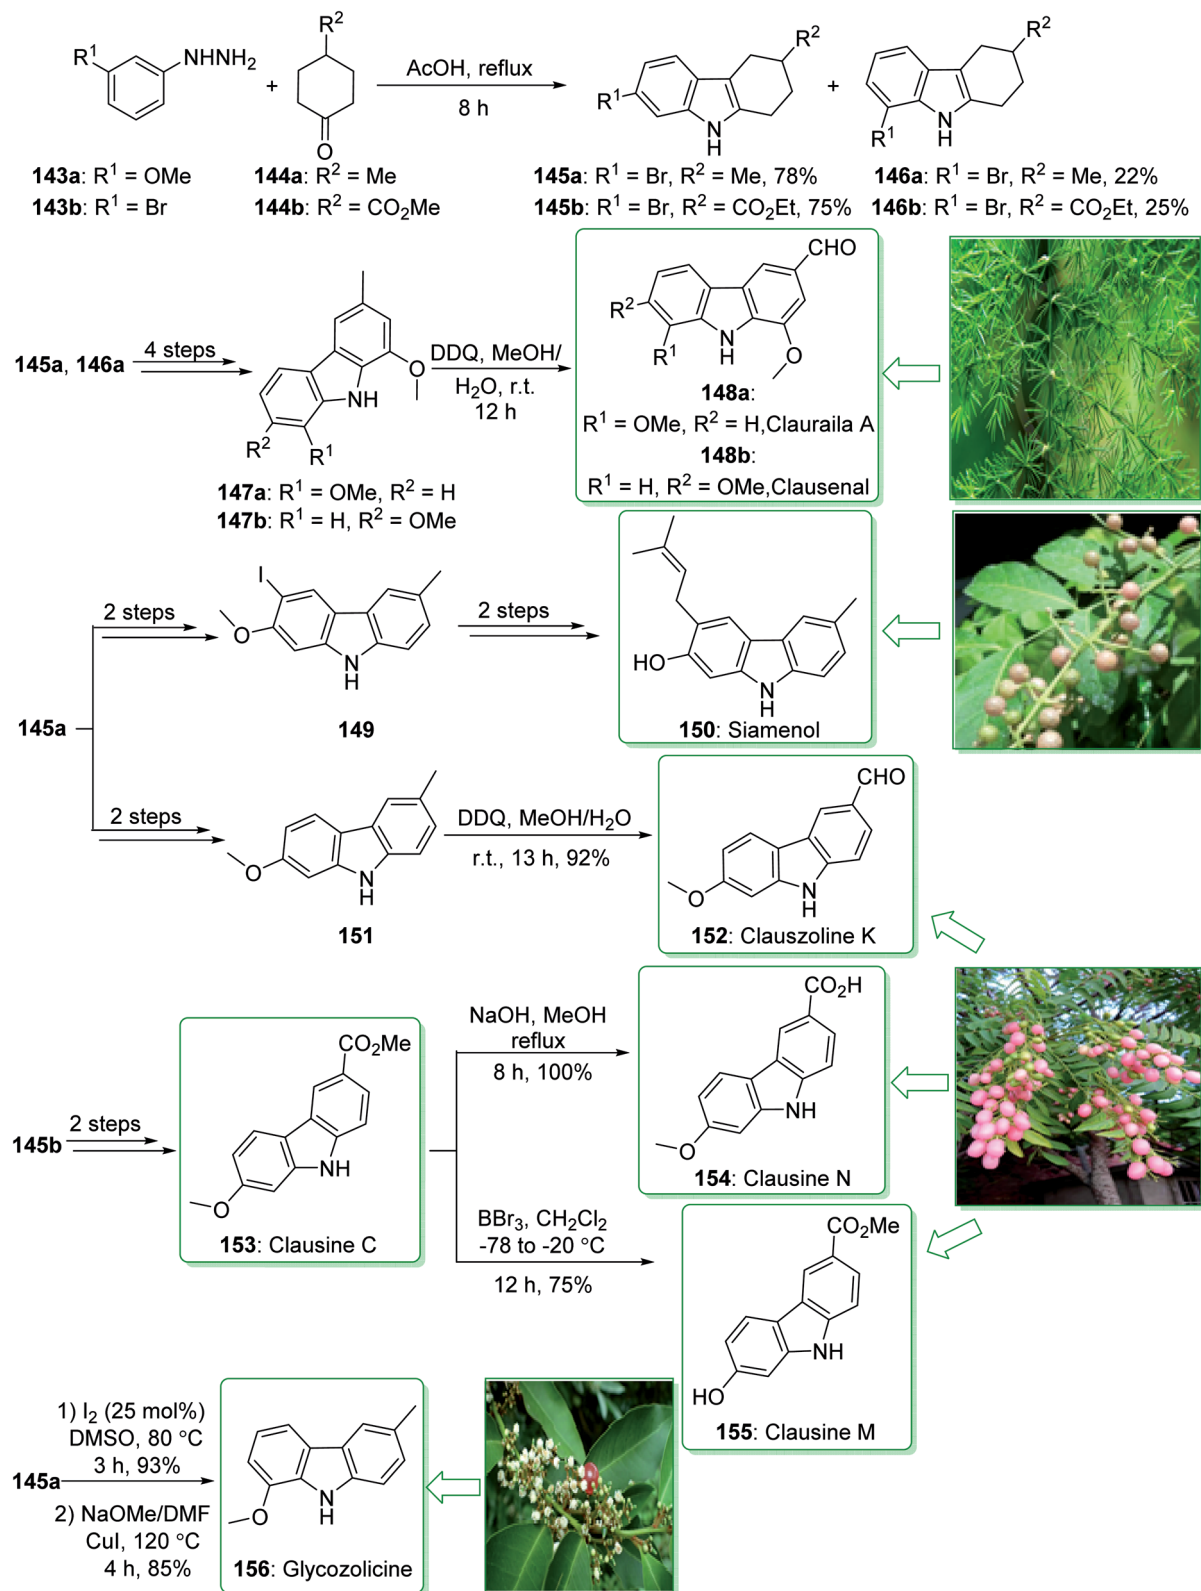 R¹ NHNH₂ + R² O AcOH, reflux 8 h R² R¹ N H + R² R¹ N H
143a: R¹ = OMe 144a: R² = Me 145a: R¹ = Br, R² = Me, 78% 146a: R¹ = Br, R² = Me, 22%
143b: R¹ = Br 144b: R² = CO₂Me 145b: R¹ = Br, R² = CO₂Et, 75% 146b: R¹ = Br, R² = CO₂Et, 25%
145a, 146a
4 steps
O
NH
R²
R¹
147a: R¹ = OMe, R² = H
147b: R¹ = H, R² = OMe
DDQ, MeOH/
H₂O, r.t.
12 h
CHO
R²
R¹
N
H
O
148a:
R¹ = OMe, R² = H,Clauraila A
148b:
R¹ = H, R² = OMe,Clausenal
145a
2 steps
I
O
N
H
149
2 steps
HO
N
H
150: Siamenol
2 steps
O
N
H
151
DDQ, MeOH/H₂O
r.t., 13 h, 92%
CHO
O
N
H
152: Clauszoline K
145b
2 steps
CO₂Me
NH
O
153: Clausine C
NaOH, MeOH
reflux
8 h, 100%
CO₂H
NH
O
154: Clausine N
BBr₃, CH₂Cl₂
-78 to -20 °C
12 h, 75%
CO₂Me
NH
HO
155: Clausine M
145a
1) I₂ (25 mol%)
DMSO, 80 °C
3 h, 93%
2) NaOMe/DMF
CuI, 120 °C
4 h, 85%
O
N
H
156: Glycozolicine